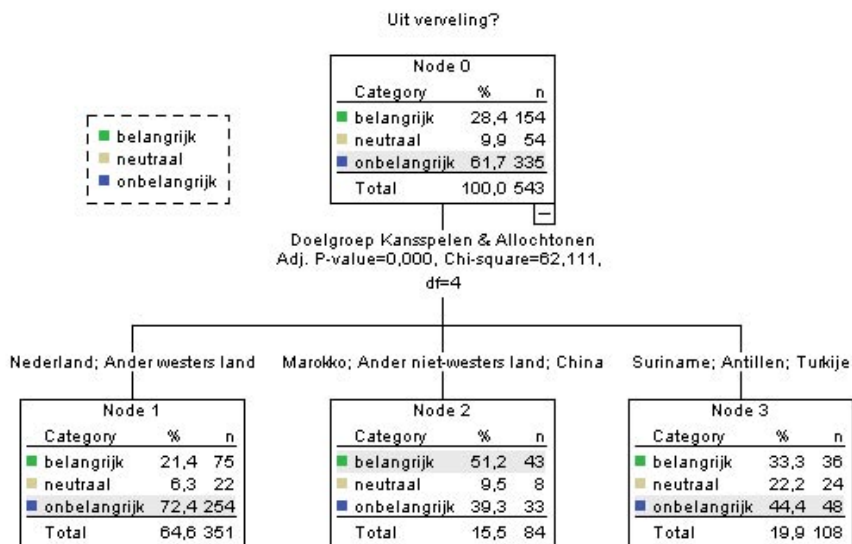 Uit verveling?
Node 0
Category % n
belangrijk 28,4 154
neutraal 9,9 54
onbelangrijk 61,7 335
Total 100,0 543
belangrijk
neutraal
onbelangrijk
Doelgroep Kansspelen & Allochtonen
Adj. P-value=0,000, Chi-square=62,111,
df=4
Nederland; Ander westers land
Node 1
Category % n
belangrijk 21,4 75
neutraal 6,3 22
onbelangrijk 72,4 254
Total 64,6 351
Marokko; Ander niet-westers land; China
Node 2
Category % n
belangrijk 51,2 43
neutraal 9,5 8
onbelangrijk 39,3 33
Total 15,5 84
Suriname; Antillen; Turkije
Node 3
Category % n
belangrijk 33,3 36
neutraal 22,2 24
onbelangrijk 44,4 48
Total 19,9 108